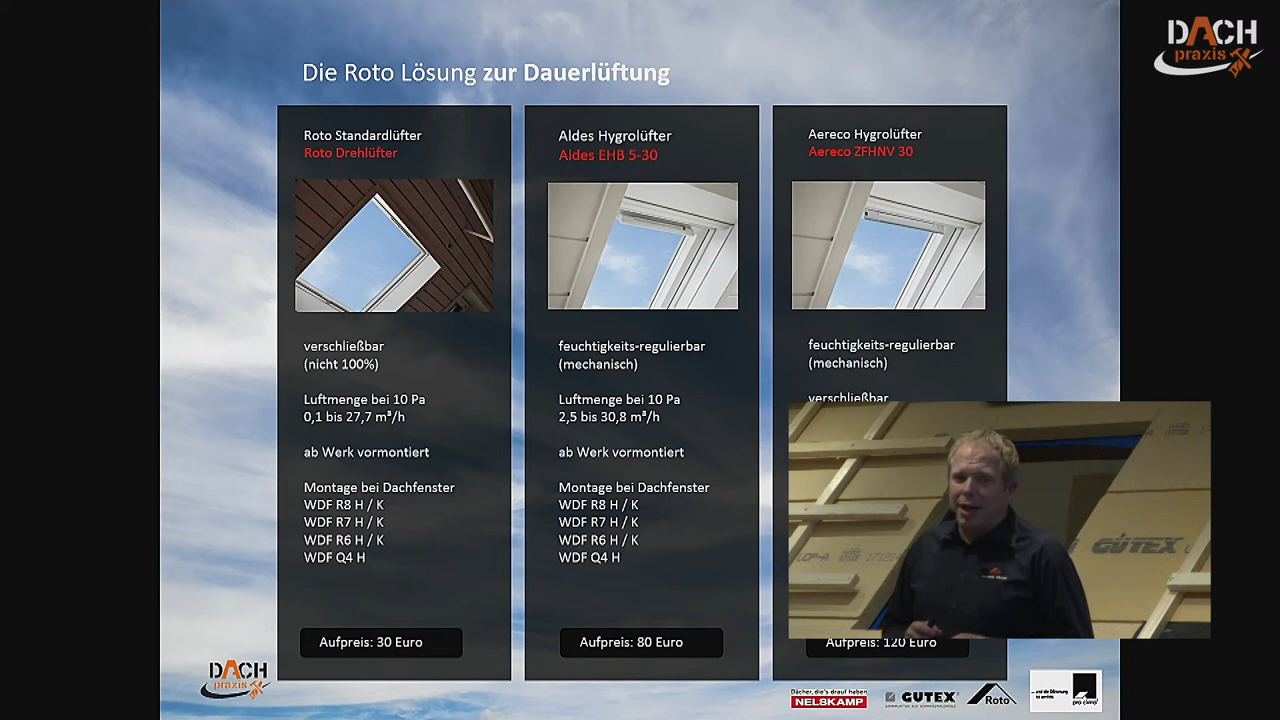 DACH
praxis
Die Roto Lösung zur Dauerlüftung
Roto Standardlüfter
Roto Drehlüfter
verschließbar
(nicht 100%)
Luftmenge bei 10 Pa
0,1 bis 27,7 m³/h
ab Werk vormontiert
Montage bei Dachfenster
WDF R8 H / K
WDF R7 H / K
WDF R6 H / K
WDF Q4 H
Aufpreis: 30 Euro
Aldes Hygrolüfter
Aldes EHB 5-30
feuchtigkeits-regulierbar
(mechanisch)
Luftmenge bei 10 Pa
2,5 bis 30,8 m³/h
ab Werk vormontiert
Montage bei Dachfenster
WDF R8 H / K
WDF R7 H / K
WDF R6 H / K
WDF Q4 H
Aufpreis: 80 Euro
Aereco Hygrolüfter
Aereco ZFHNV 30
feuchtigkeits-regulierbar
(mechanisch)
verschließbar
Aufpreis: 120 Euro
GUTEX
DACH
praxis
Dächer, die's drauf haben
NELSKAMP
GUTEX
Roto